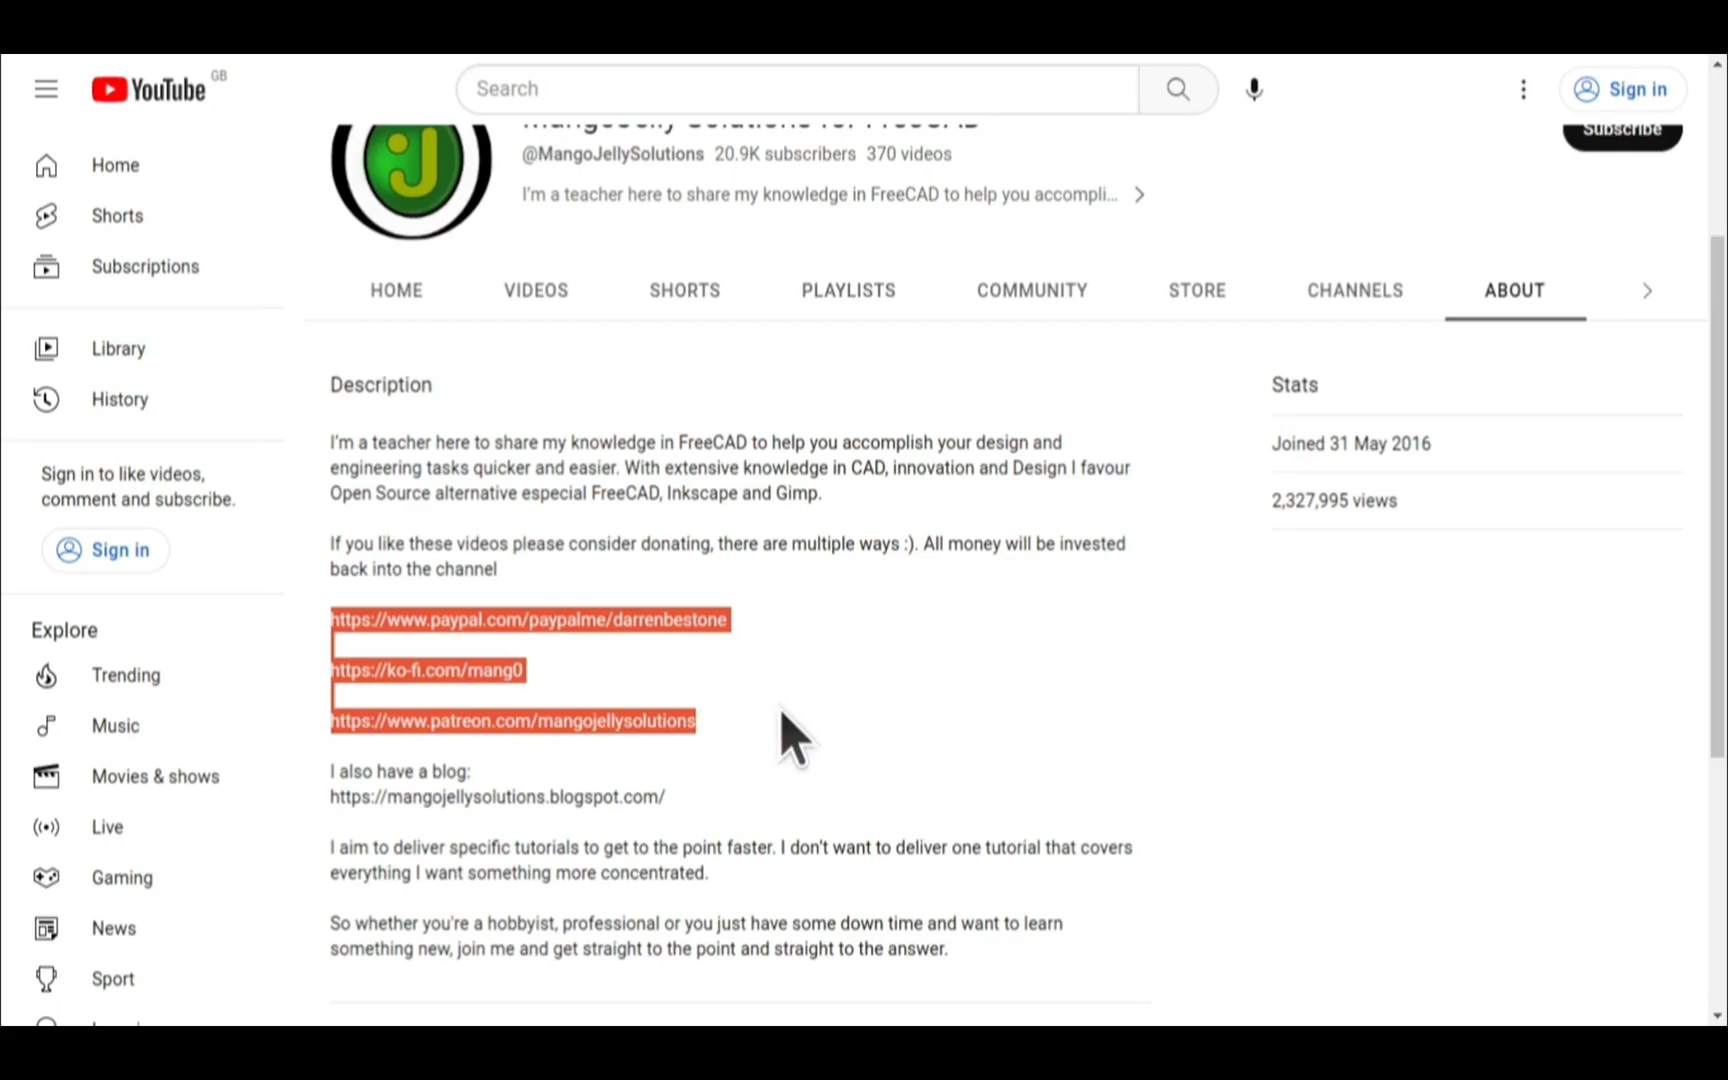 YouTube GB
Search
Sign in
MangoJelly Solutions for FreeCAD
Subscribe
@MangoJellySolutions 20.9K subscribers 370 videos
I'm a teacher here to share my knowledge in FreeCAD to help you accompli...
Home
Shorts
Subscriptions
Library
History
Sign in to like videos,
comment and subscribe.
Sign in
Explore
Trending
Music
Movies & shows
Live
Gaming
News
Sport
HOME VIDEOS SHORTS PLAYLISTS COMMUNITY STORE CHANNELS ABOUT
Description
I'm a teacher here to share my knowledge in FreeCAD to help you accomplish your design and
engineering tasks quicker and easier. With extensive knowledge in CAD, innovation and Design I favour
Open Source alternative especial FreeCAD, Inkscape and Gimp.
If you like these videos please consider donating, there are multiple ways :). All money will be invested
back into the channel
https://www.paypal.com/paypalme/darrenbestone
https://ko-fi.com/mang0
https://www.patreon.com/mangojellysolutions
I also have a blog:
https://mangojellysolutions.blogspot.com/
I aim to deliver specific tutorials to get to the point faster. I don't want to deliver one tutorial that covers
everything I want something more concentrated.
So whether you're a hobbyist, professional or you just have some down time and want to learn
something new, join me and get straight to the point and straight to the answer.
Stats
Joined 31 May 2016
2,327,995 views